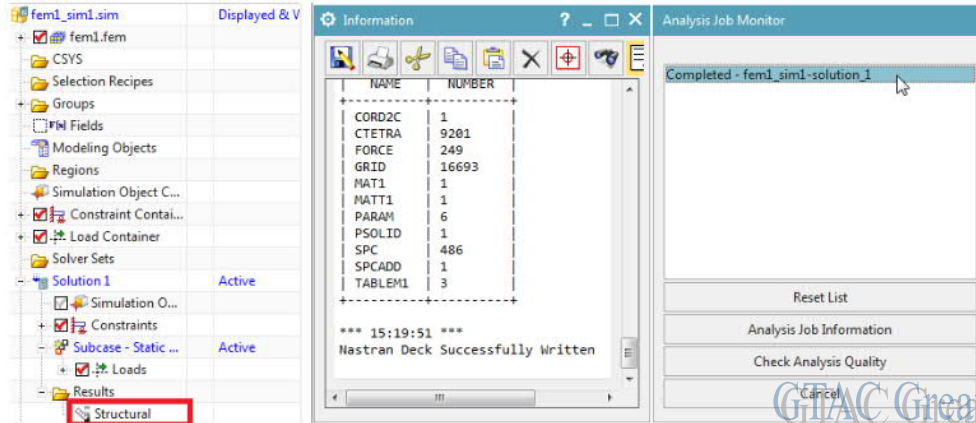 fem1_sim1.sim Displayed & V
fem1.fem
CSYS
Selection Recipes
Groups
Fields
Modeling Objects
Regions
Simulation Object C...
Constraint Contai...
Load Container
Solver Sets
Solution 1 Active
Simulation O...
Constraints
Subcase - Static ... Active
Loads
Results
Structural
Information
| NAME | NUMBER |
+----------+----------+
| CORD2C | 1 |
| CTETRA | 9201 |
| FORCE | 249 |
| GRID | 16693 |
| MAT1 | 1 |
| MATT1 | 1 |
| PARAM | 6 |
| PSOLID | 1 |
| SPC | 486 |
| SPCADD | 1 |
| TABLEM1 | 3 |
+----------+----------+
*** 15:19:51 ***
Nastran Deck Successfully Written
Analysis Job Monitor
Completed - fem1_sim1-solution_1
Reset List
Analysis Job Information
Check Analysis Quality
Cancel
GTAC Grea